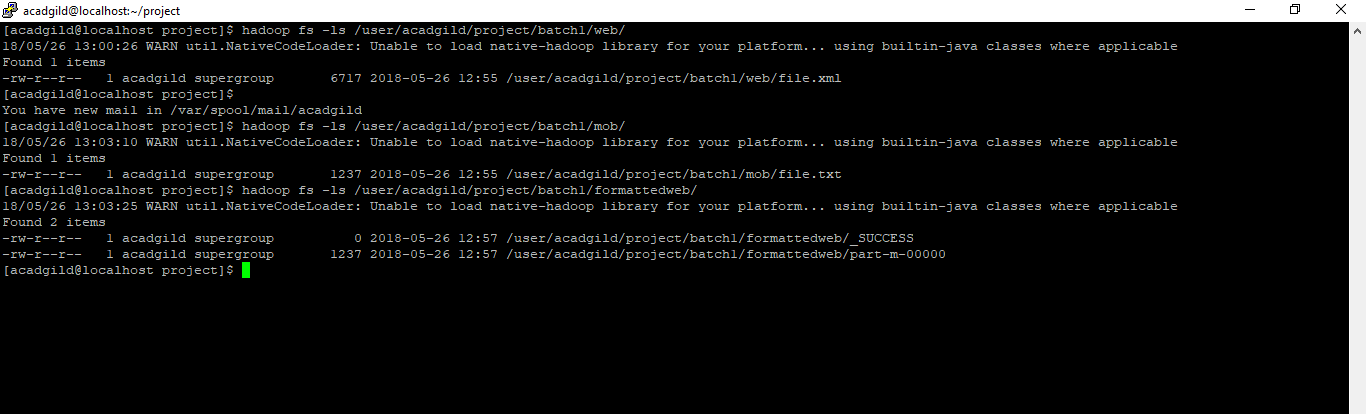 acadgild@localhost:~/project
[acadgild@localhost project]$ hadoop fs -ls /user/acadgild/project/batch1/web/
18/05/26 13:00:26 WARN util.NativeCodeLoader: Unable to load native-hadoop library for your platform... using builtin-java classes where applicable
Found 1 items
-rw-r--r--   1 acadgild supergroup       6717 2018-05-26 12:55 /user/acadgild/project/batch1/web/file.xml
[acadgild@localhost project]$
You have new mail in /var/spool/mail/acadgild
[acadgild@localhost project]$ hadoop fs -ls /user/acadgild/project/batch1/mob/
18/05/26 13:03:10 WARN util.NativeCodeLoader: Unable to load native-hadoop library for your platform... using builtin-java classes where applicable
Found 1 items
-rw-r--r--   1 acadgild supergroup       1237 2018-05-26 12:55 /user/acadgild/project/batch1/mob/file.txt
[acadgild@localhost project]$ hadoop fs -ls /user/acadgild/project/batch1/formattedweb/
18/05/26 13:03:25 WARN util.NativeCodeLoader: Unable to load native-hadoop library for your platform... using builtin-java classes where applicable
Found 2 items
-rw-r--r--   1 acadgild supergroup          0 2018-05-26 12:57 /user/acadgild/project/batch1/formattedweb/_SUCCESS
-rw-r--r--   1 acadgild supergroup       1237 2018-05-26 12:57 /user/acadgild/project/batch1/formattedweb/part-m-00000
[acadgild@localhost project]$